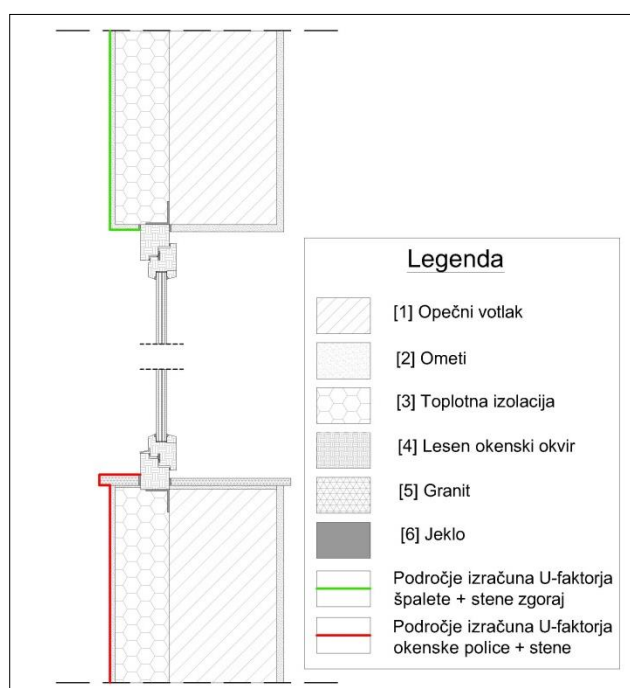 Legenda
[1] Opečni votlak
[2] Ometi
[3] Toplotna izolacija
[4] Lesen okenski okvir
[5] Granit
[6] Jeklo
Področje izračuna U-faktorja
špalete + stene zgoraj
Področje izračuna U-faktorja
okenske police + stene